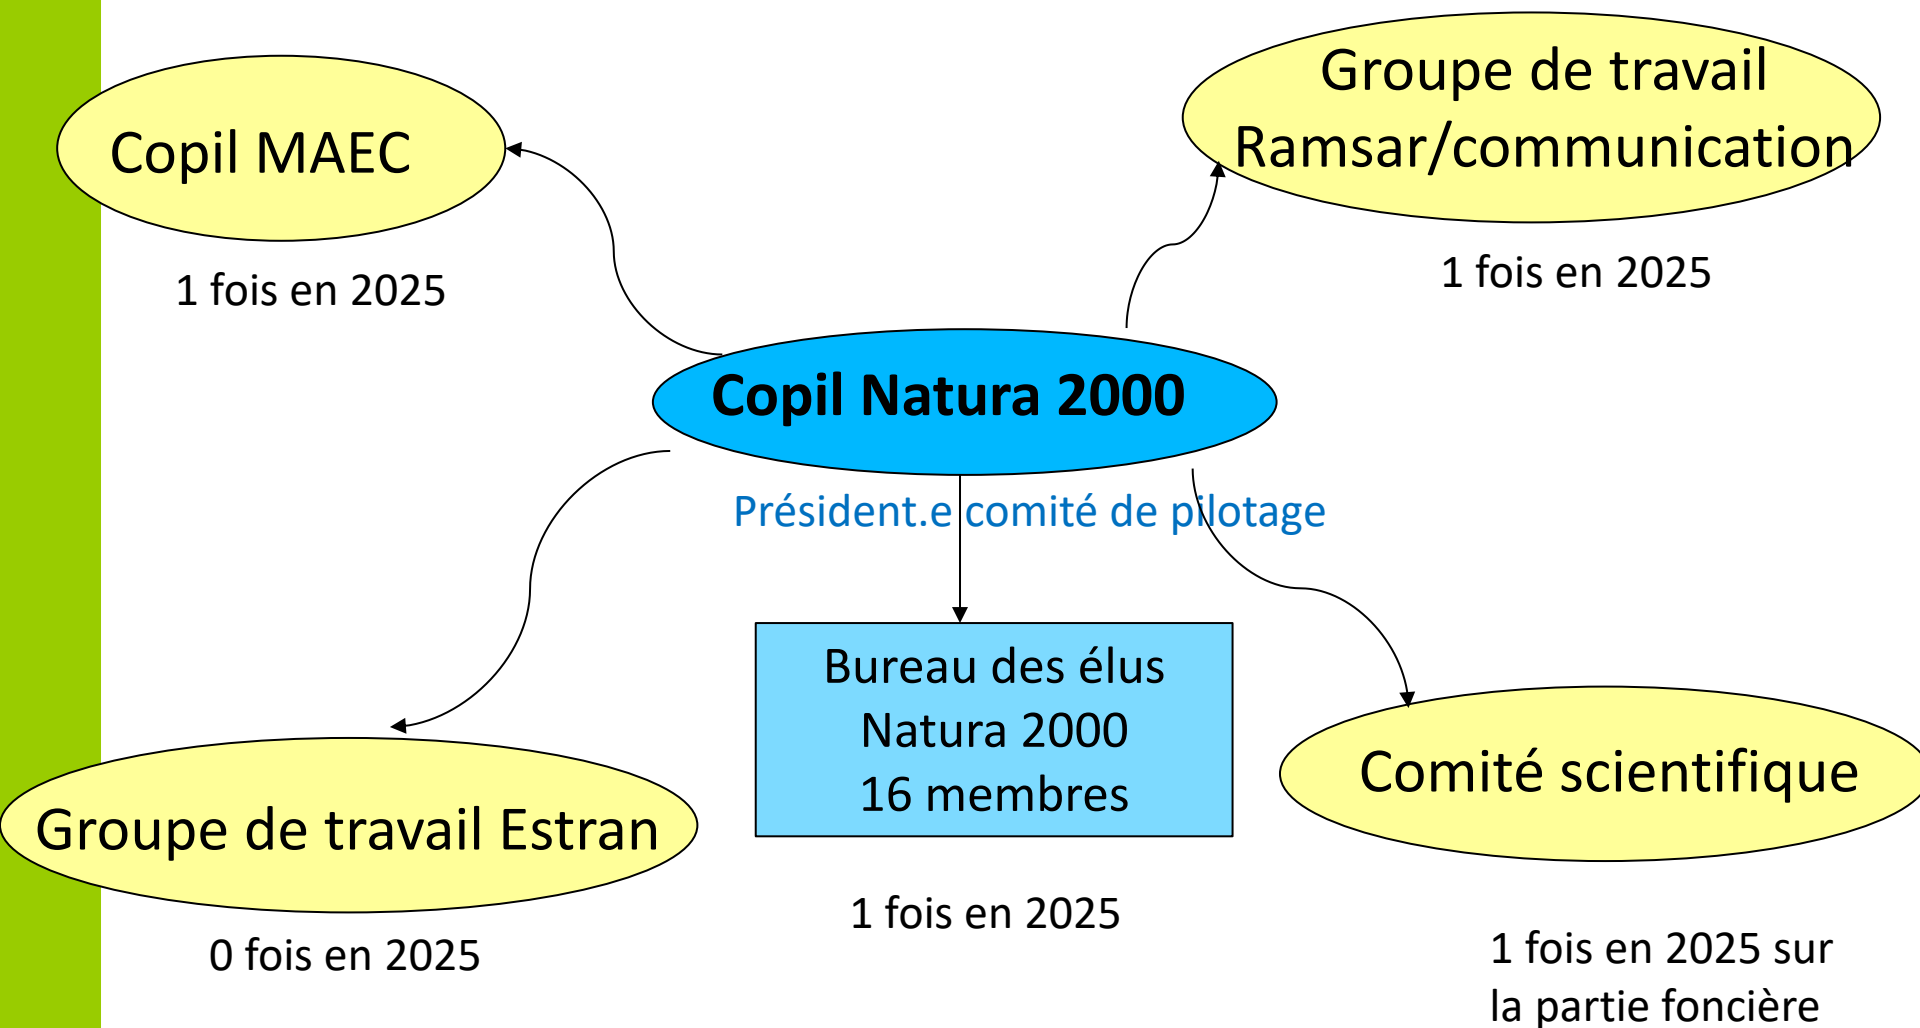 Copil MAEC
1 fois en 2025
Groupe de travail
Ramsar/communication
1 fois en 2025
Copil Natura 2000
Président.e comité de pilotage
Groupe de travail Estran
0 fois en 2025
Bureau des élus
Natura 2000
16 membres
1 fois en 2025
Comité scientifique
1 fois en 2025 sur
la partie foncière